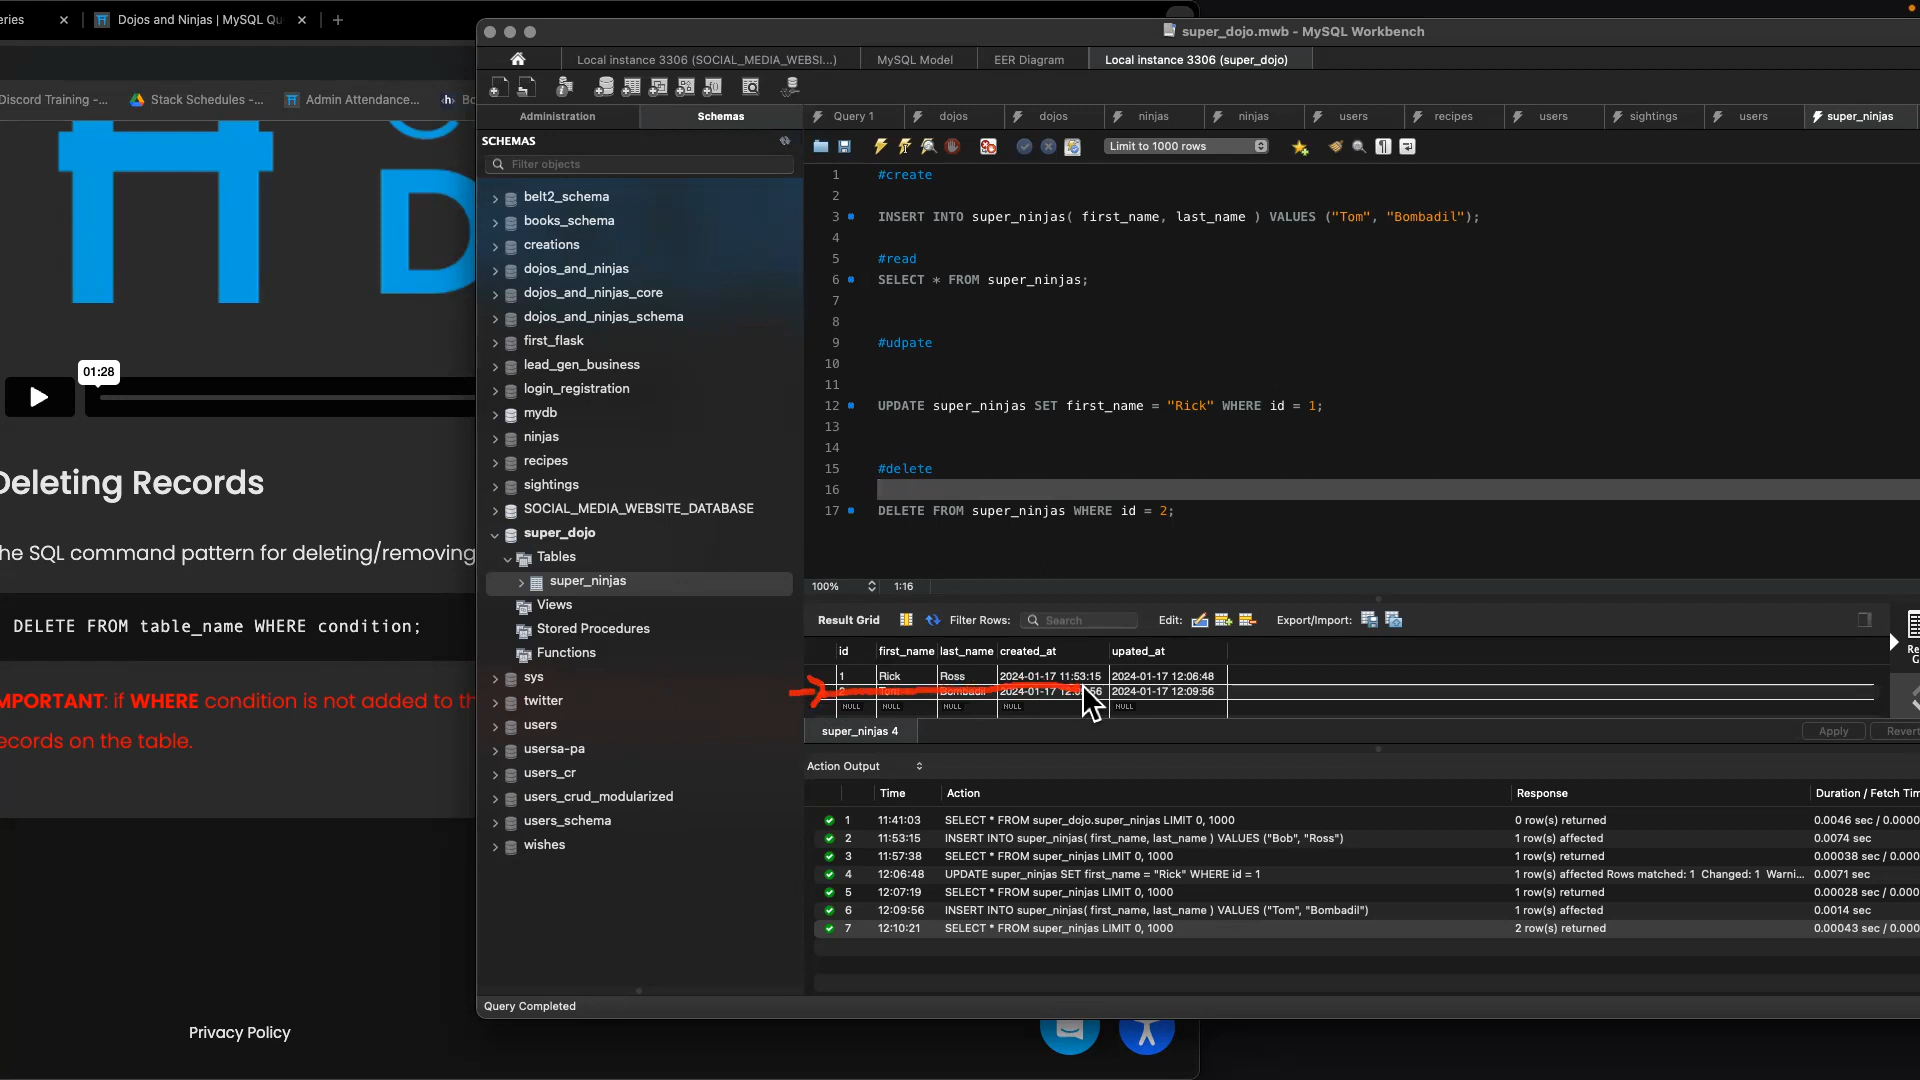 eries
Dojos and Ninjas | MySQL Qu
super_dojo.mwb - MySQL Workbench
Local instance 3306 (SOCIAL_MEDIA_WEBSI...)
MySQL Model
EER Diagram
Local instance 3306 (super_dojo)
Discord Training -...
Stack Schedules -...
Admin Attendance...
Administration
Schemas
Query 1
dojos
dojos
ninjas
ninjas
users
recipes
users
sightings
users
super_ninjas
SCHEMAS
Filter objects
Limit to 1000 rows
belt2_schema
books_schema
creations
dojos_and_ninjas
dojos_and_ninjas_core
dojos_and_ninjas_schema
first_flask
lead_gen_business
login_registration
mydb
ninjas
recipes
sightings
SOCIAL_MEDIA_WEBSITE_DATABASE
super_dojo
Tables
super_ninjas
Views
Stored Procedures
Functions
sys
twitter
users
usersa-pa
users_cr
users_crud_modularized
users_schema
wishes
1 #create
2
3 INSERT INTO super_ninjas( first_name, last_name ) VALUES ("Tom", "Bombadil");
4
5 #read
6 SELECT * FROM super_ninjas;
7
8
9 #udpate
10
11
12 UPDATE super_ninjas SET first_name = "Rick" WHERE id = 1;
13
14
15 #delete
16
17 DELETE FROM super_ninjas WHERE id = 2;
100% 1:16
D
01:28
Deleting Records
he SQL command pattern for deleting/removing
DELETE FROM table_name WHERE condition;
MPORTANT: if WHERE condition is not added to th
ecords on the table.
Privacy Policy
Result Grid Filter Rows: Search Edit: Export/Import:
id first_name last_name created_at upated_at
1 Rick Ross 2024-01-17 11:53:15 2024-01-17 12:06:48
2 Tom Bombadil 2024-01-17 2024-01-17 12:09:56
NULL NULL NULL NULL NULL
super_ninjas 4
Apply
Revert
Action Output
Time Action Response Duration / Fetch Tim
1 11:41:03 SELECT * FROM super_dojo.super_ninjas LIMIT 0, 1000 0 row(s) returned 0.0046 sec / 0.0000
2 11:53:15 INSERT INTO super_ninjas( first_name, last_name ) VALUES ("Bob", "Ross") 1 row(s) affected 0.0074 sec
3 11:57:38 SELECT * FROM super_ninjas LIMIT 0, 1000 1 row(s) returned 0.00038 sec / 0.000
4 12:06:48 UPDATE super_ninjas SET first_name = "Rick" WHERE id = 1 1 row(s) affected Rows matched: 1 Changed: 1 Warni... 0.0071 sec
5 12:07:19 SELECT * FROM super_ninjas LIMIT 0, 1000 1 row(s) returned 0.00028 sec / 0.000
6 12:09:56 INSERT INTO super_ninjas( first_name, last_name ) VALUES ("Tom", "Bombadil") 1 row(s) affected 0.0014 sec
7 12:10:21 SELECT * FROM super_ninjas LIMIT 0, 1000 2 row(s) returned 0.00043 sec / 0.000
Query Completed